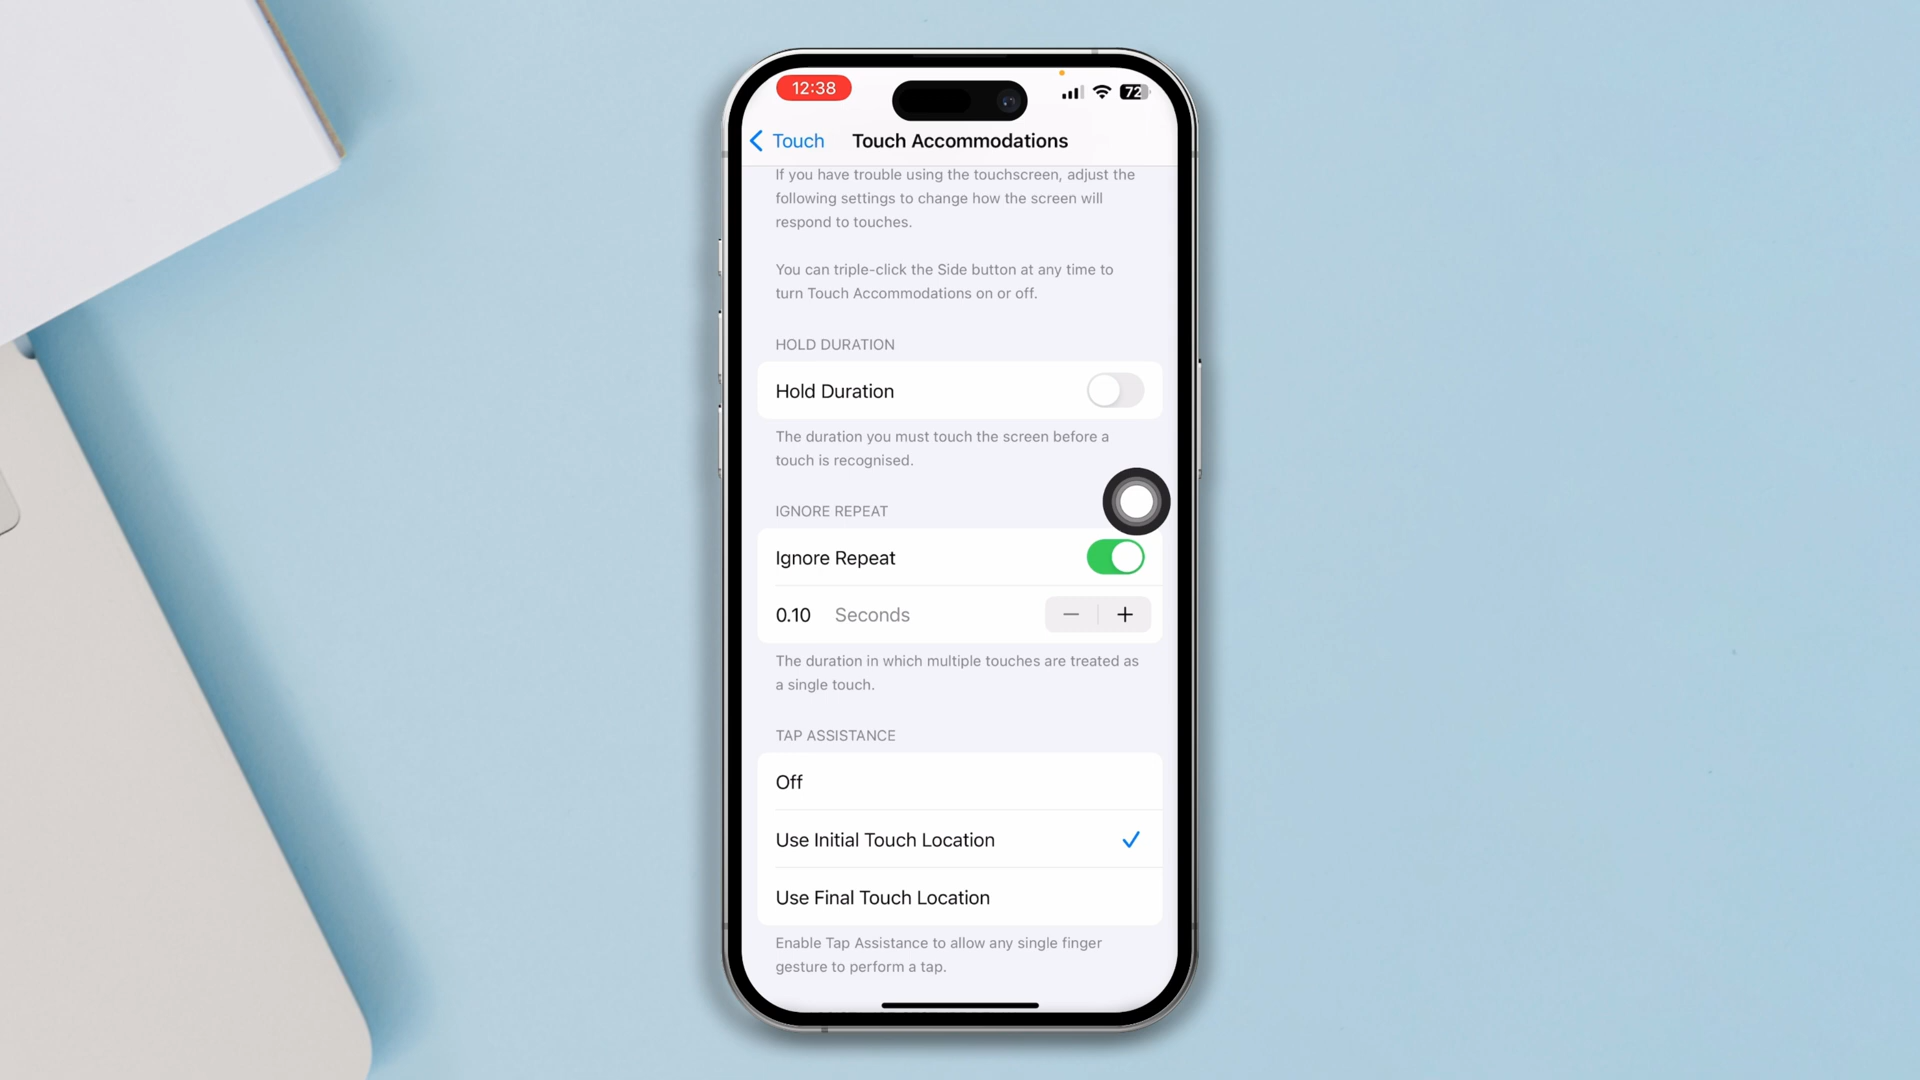 12:38
72
Touch
Touch Accommodations
If you have trouble using the touchscreen, adjust the
following settings to change how the screen will
respond to touches.
You can triple-click the Side button at any time to
turn Touch Accommodations on or off.
HOLD DURATION
Hold Duration
The duration you must touch the screen before a
touch is recognised.
IGNORE REPEAT
Ignore Repeat
0.10 Seconds
The duration in which multiple touches are treated as
a single touch.
TAP ASSISTANCE
Off
Use Initial Touch Location
Use Final Touch Location
Enable Tap Assistance to allow any single finger
gesture to perform a tap.